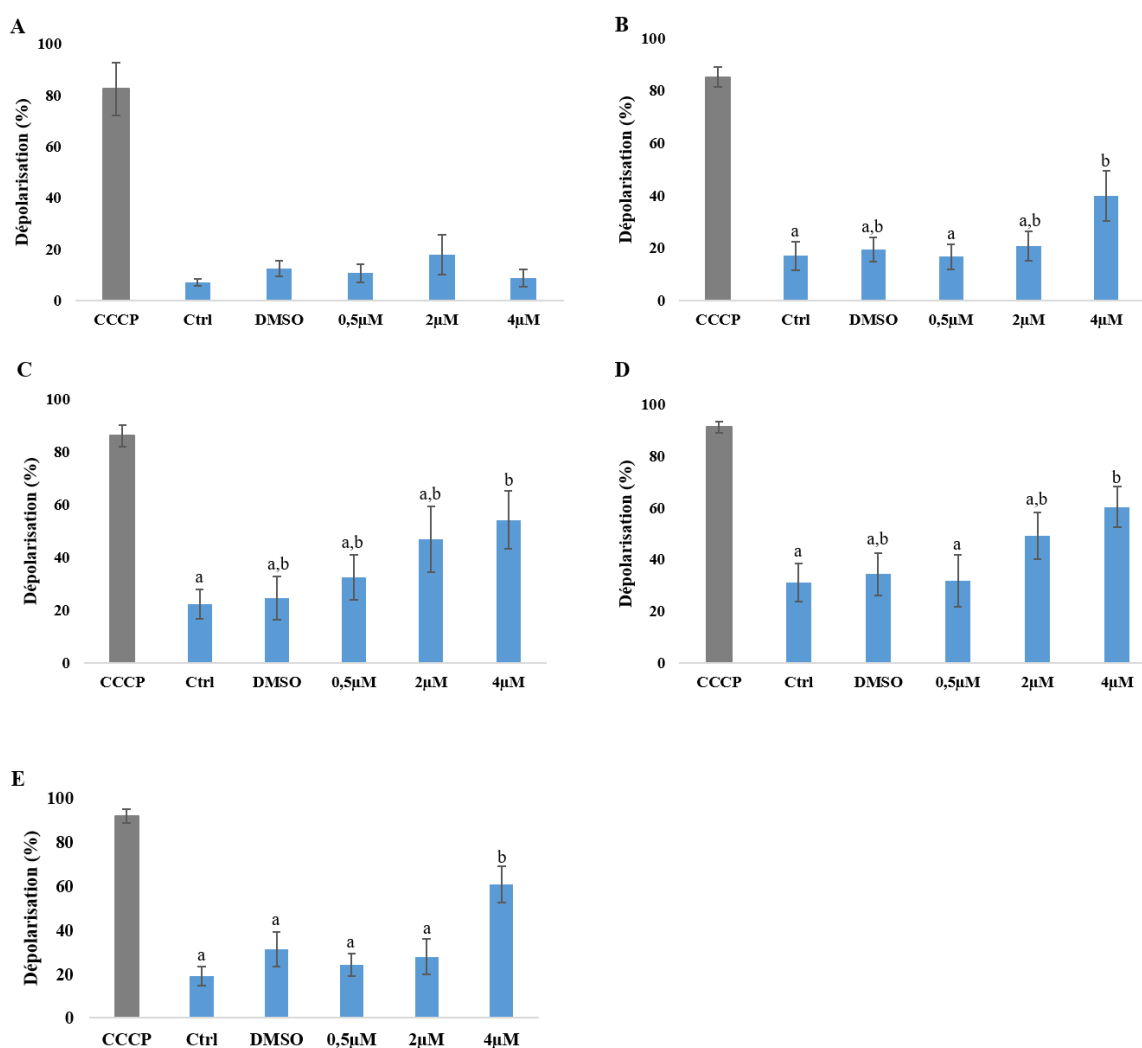 A
Dépolarisation (%)
100
80
60
40
20
0
CCCP Ctrl DMSO 0,5µM 2µM 4µM
B
Dépolarisation (%)
100
80
60
40
20
0
a a,b a a,b b
CCCP Ctrl DMSO 0,5µM 2µM 4µM
C
Dépolarisation (%)
100
80
60
40
20
0
a a,b a,b a,b b
CCCP Ctrl DMSO 0,5µM 2µM 4µM
D
Dépolarisation (%)
100
80
60
40
20
0
a a,b a a,b b
CCCP Ctrl DMSO 0,5µM 2µM 4µM
E
Dépolarisation (%)
100
80
60
40
20
0
a a a a b
CCCP Ctrl DMSO 0,5µM 2µM 4µM